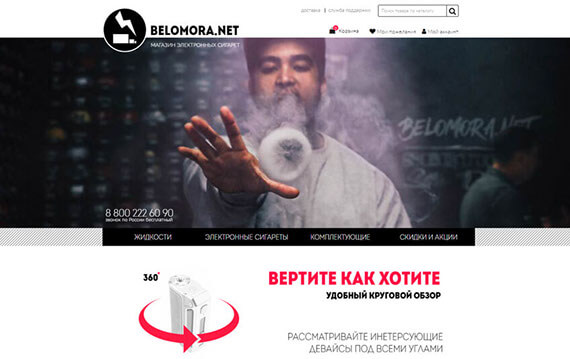 доставка | служба поддержки
Поиск товара по каталогу
BELOMORA.NET
МАГАЗИН ЭЛЕКТРОННЫХ СИГАРЕТ
0
Корзина
Мои пожелания
Мой аккаунт
BELOMORA.NET
8 800 222 60 90
звонок по России бесплатный
ЖИДКОСТИ
ЭЛЕКТРОННЫЕ СИГАРЕТЫ
КОМПЛЕКТУЮЩИЕ
СКИДКИ И АКЦИИ
360°
ВЕРТИТЕ КАК ХОТИТЕ
УДОБНЫЙ КРУГОВОЙ ОБЗОР
РАССМАТРИВАЙТЕ ИНЕТЕРСУЮЩИЕ
ДЕВАЙСЫ ПОД ВСЕМИ УГЛАМИ